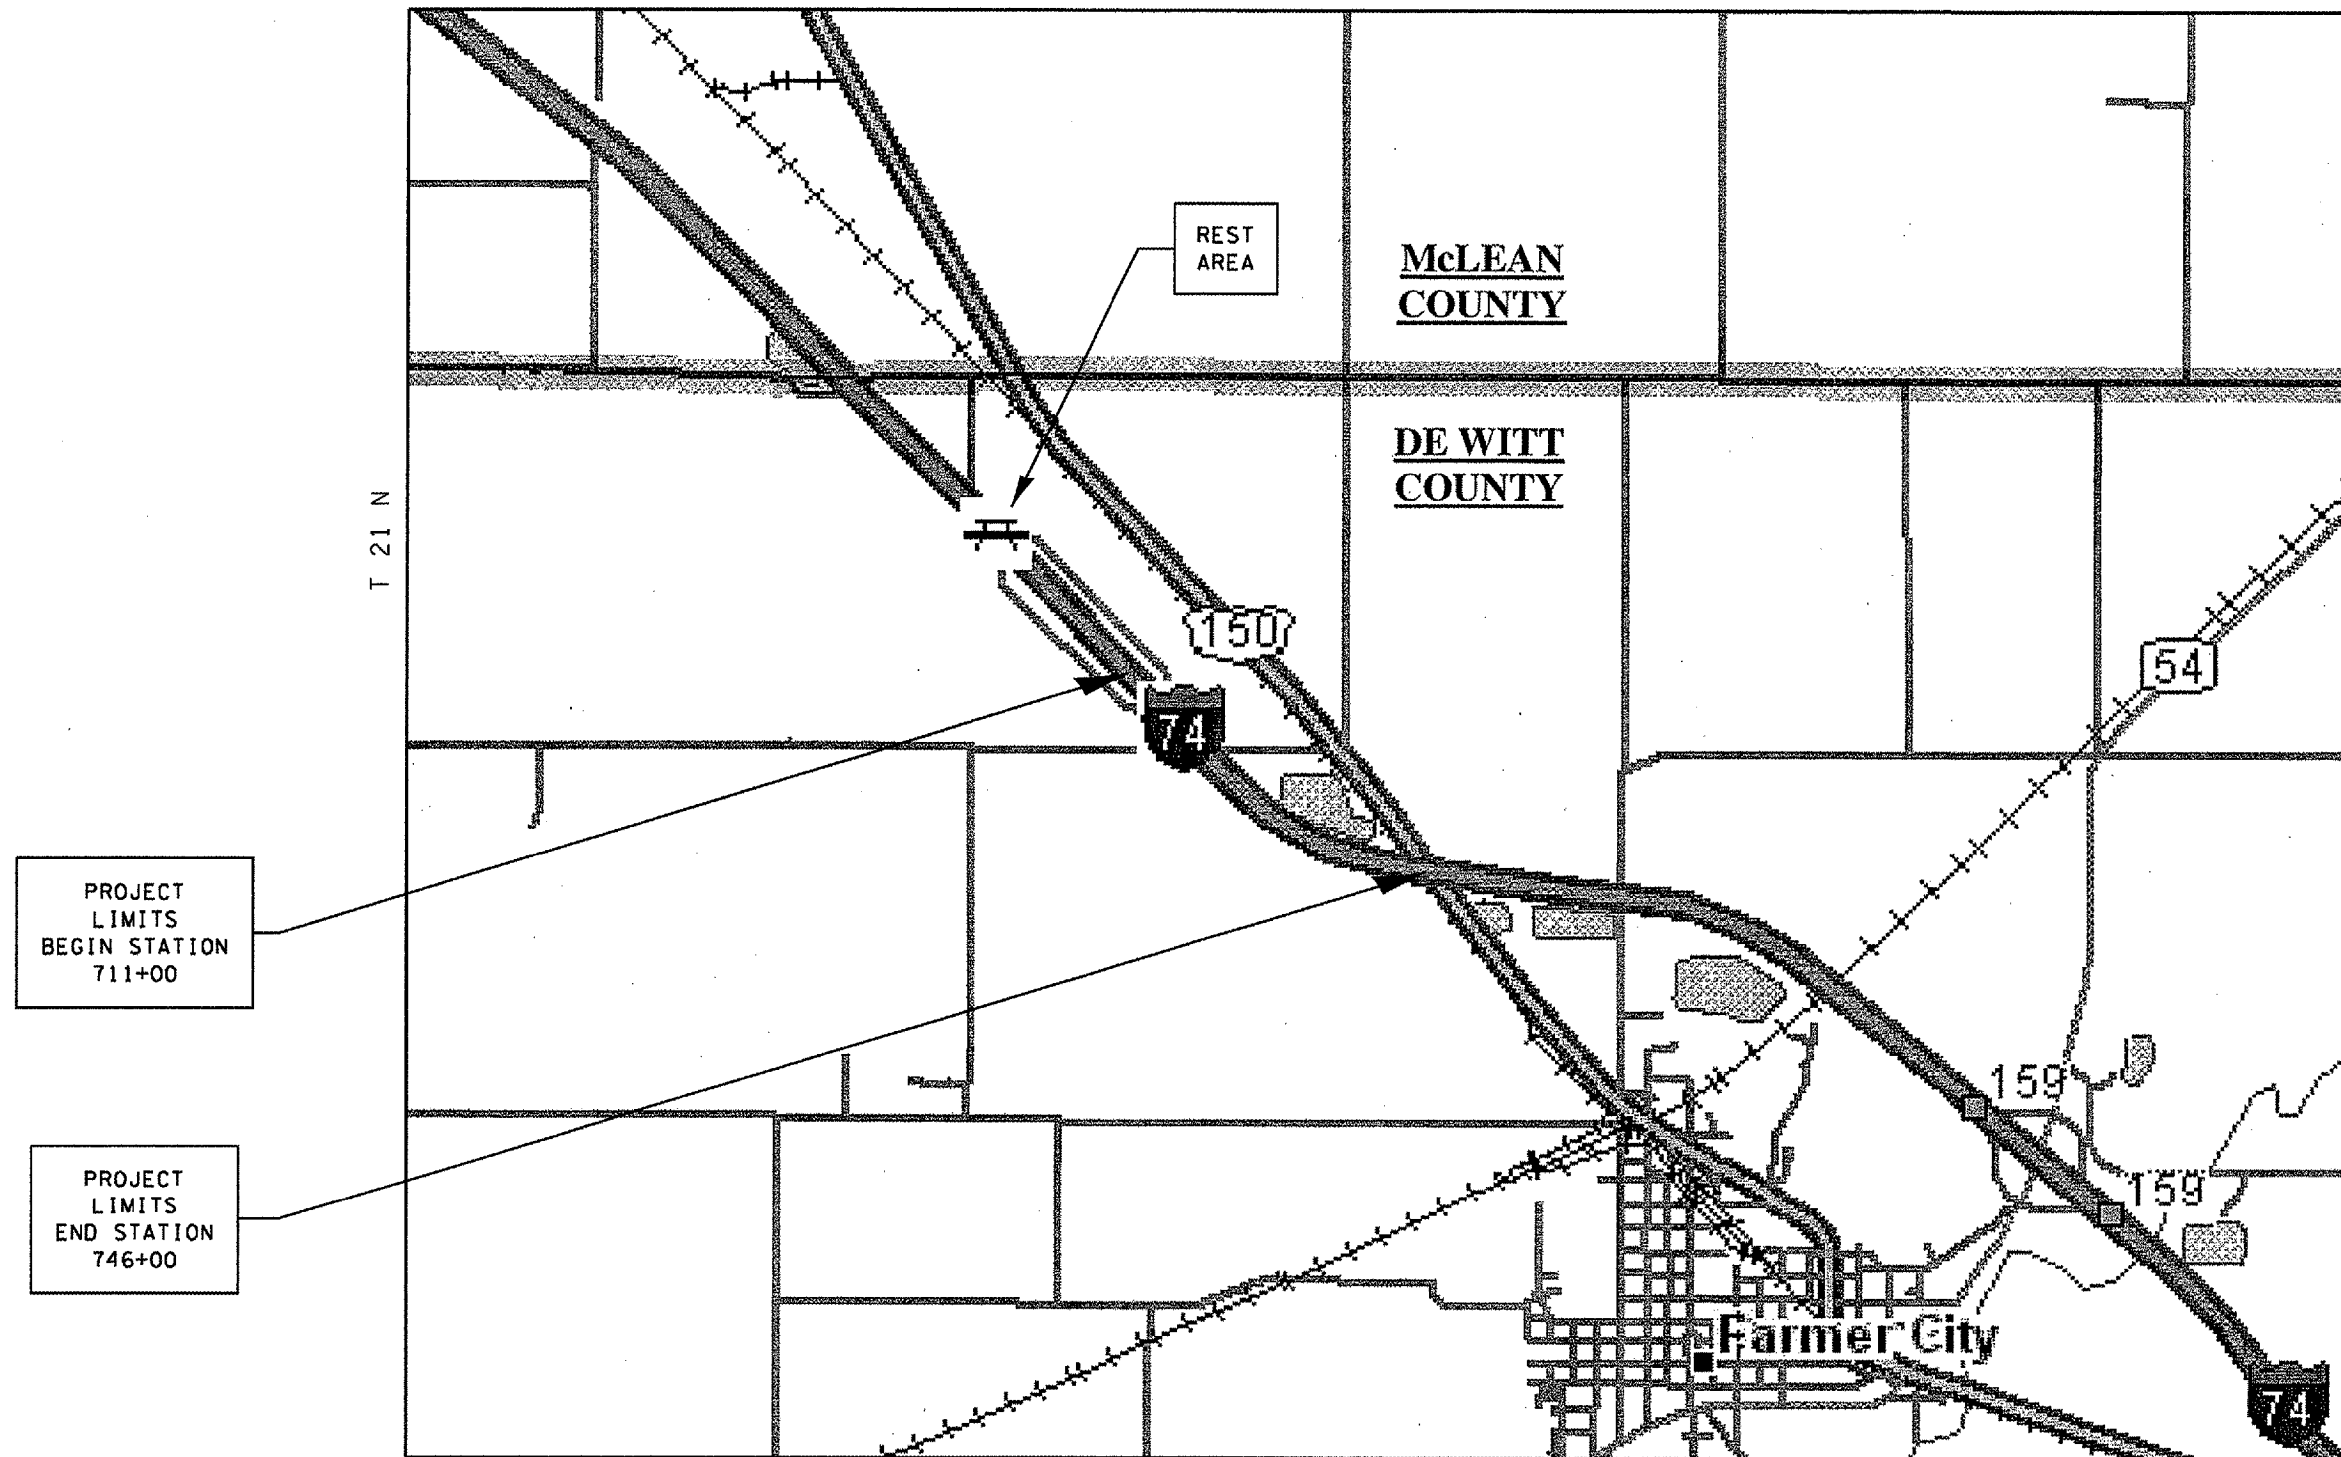 REST
AREA
McLEAN
COUNTY
DE WITT
COUNTY
T 21 N
150
54
74
PROJECT
LIMITS
BEGIN STATION
711+00
159
PROJECT
LIMITS
END STATION
746+00
159
Farmer City
74